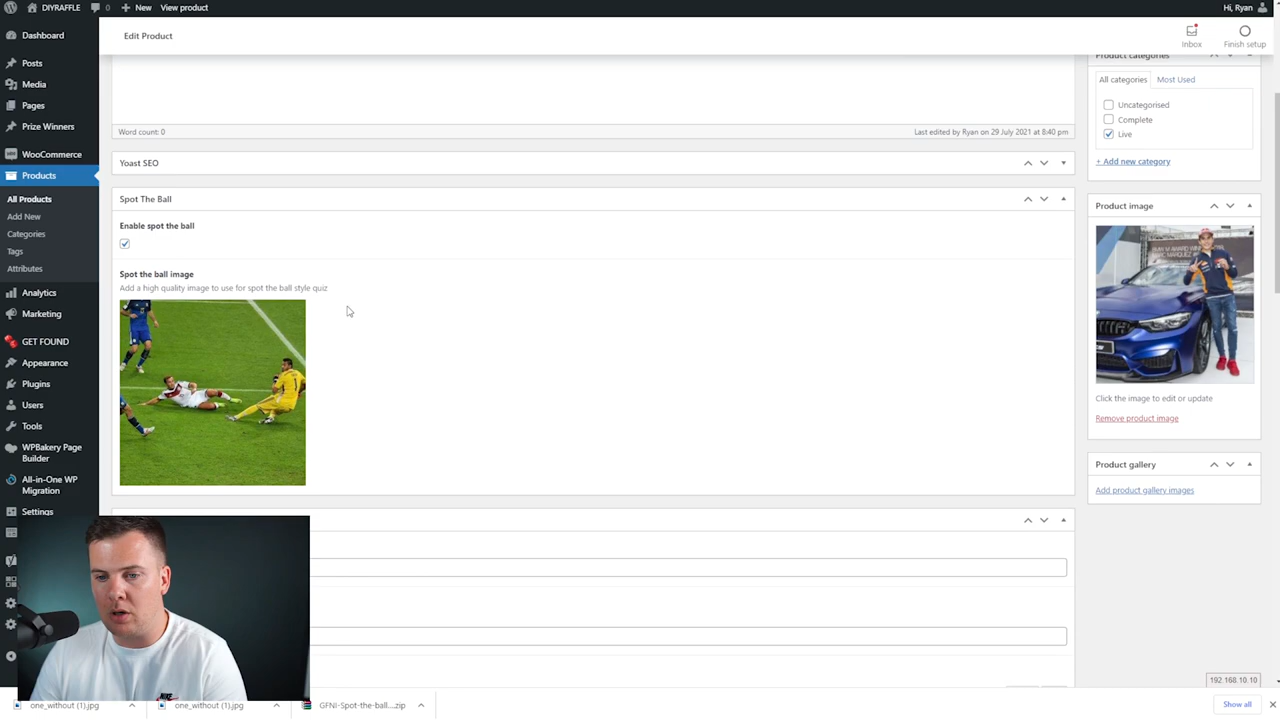 DIYRAFFLE
0
New
View product
Hi, Ryan
Edit Product
Inbox
Finish setup
Dashboard
Posts
Media
Pages
Prize Winners
WooCommerce
Products
All Products
Add New
Categories
Tags
Attributes
Analytics
Marketing
GET FOUND
Appearance
Plugins
Users
Tools
WPBakery Page
Builder
All-in-One WP
Migration
Settings
Word count: 0
Last edited by Ryan on 29 July 2021 at 8:40 pm
Yoast SEO
Spot The Ball
Enable spot the ball
Spot the ball image
Add a high quality image to use for spot the ball style quiz
Product categories
All categories
Most Used
Uncategorised
Complete
Live
+ Add new category
Product image
Click the image to edit or update
Remove product image
Product gallery
Add product gallery images
192.168.10.10
one_without (1).jpg
one_without (1).jpg
GFNI-Spot-the-ball....zip
Show all